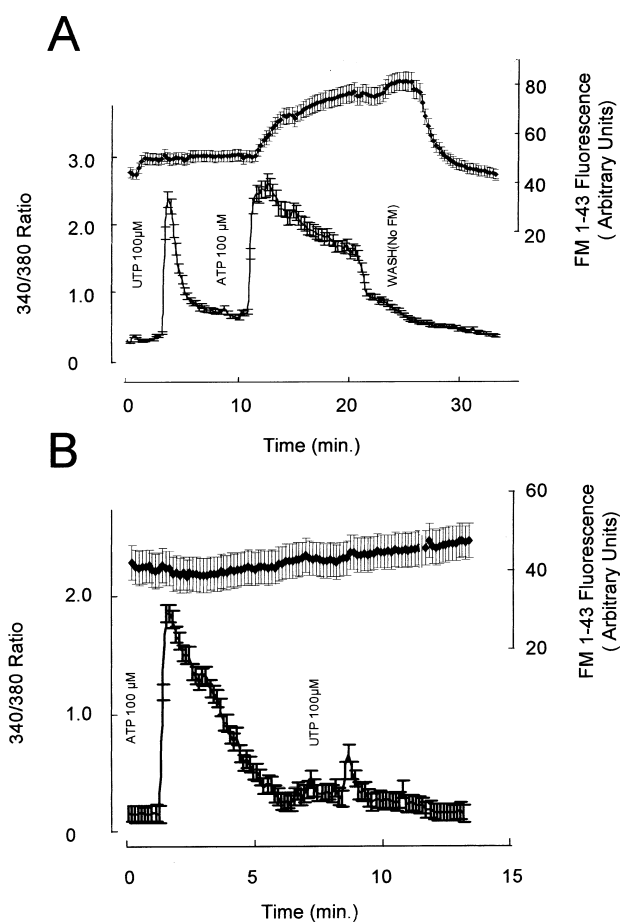 A
340/380 Ratio
3.0
2.0
1.0
0
UTP 100µM
ATP 100 µM
WASH(No FM)
80
60
40
20
FM 1-43 Fluorescence
( Arbitrary Units)
0
10
20
30
Time (min.)
B
340/380 Ratio
2.0
1.0
0
ATP 100 µM
UTP 100µM
60
40
20
FM 1-43 Fluorescence
( Arbitrary Units)
0
5
10
15
Time (min.)